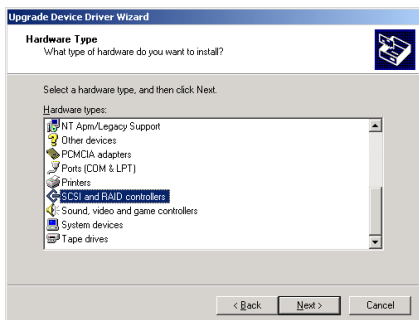 Upgrade Device Driver Wizard
Hardware Type
What type of hardware do you want to install?
Select a hardware type, and then click Next.
Hardware types:
NT Apm/Legacy Support
Other devices
PCMCIA adapters
Ports (COM & LPT)
Printers
SCSI and RAID controllers
Sound, video and game controllers
System devices
Tape drives
< Back
Next >
Cancel